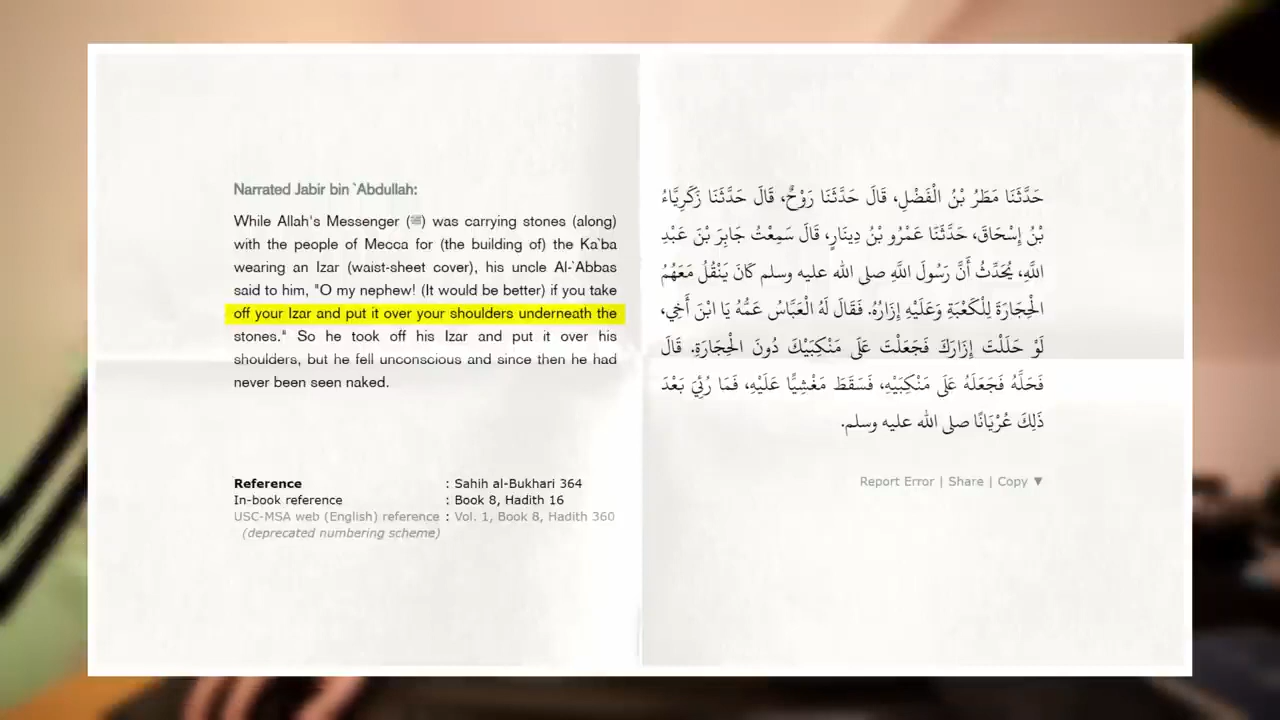 Narrated Jabir bin `Abdullah:
While Allah's Messenger (ﷺ) was carrying stones (along)
with the people of Mecca for (the building of) the Ka`ba
wearing an Izar (waist-sheet cover), his uncle Al-`Abbas
said to him, "O my nephew! (It would be better) if you take
off your Izar and put it over your shoulders underneath the
stones." So he took off his Izar and put it over his
shoulders, but he fell unconscious and since then he had
never been seen naked.
Reference : Sahih al-Bukhari 364
In-book reference : Book 8, Hadith 16
USC-MSA web (English) reference : Vol. 1, Book 8, Hadith 360
(deprecated numbering scheme)
حَدَّثَنَا مَطَرُ بْنُ الْفَضْلِ، قَالَ حَدَّثَنَا رَوْحٌ، قَالَ حَدَّثَنَا زَكَرِيَّاءُ
بْنُ إِسْحَاقَ، حَدَّثَنَا عَمْرُو بْنُ دِينَارٍ، قَالَ سَمِعْتُ جَابِرَ بْنَ عَبْدِ
اللَّهِ، يُحَدِّثُ أَنَّ رَسُولَ اللَّهِ صلى الله عليه وسلم كَانَ يَنْقُلُ مَعَهُمُ
الْحِجَارَةَ لِلْكَعْبَةِ وَعَلَيْهِ إِزَارُهُ. فَقَالَ لَهُ الْعَبَّاسُ عَمُّهُ يَا ابْنَ أَخِي،
لَوْ حَلَلْتَ إِزَارَكَ فَجَعَلْتَ عَلَى مَنْكِبَيْكَ دُونَ الْحِجَارَةِ. قَالَ
فَحَلَّهُ فَجَعَلَهُ عَلَى مَنْكِبَيْهِ، فَسَقَطَ مَغْشِيًّا عَلَيْهِ، فَمَا رُئِيَ بَعْدَ
ذَلِكَ عُرْيَانًا صلى الله عليه وسلم.
Report Error | Share | Copy ▼